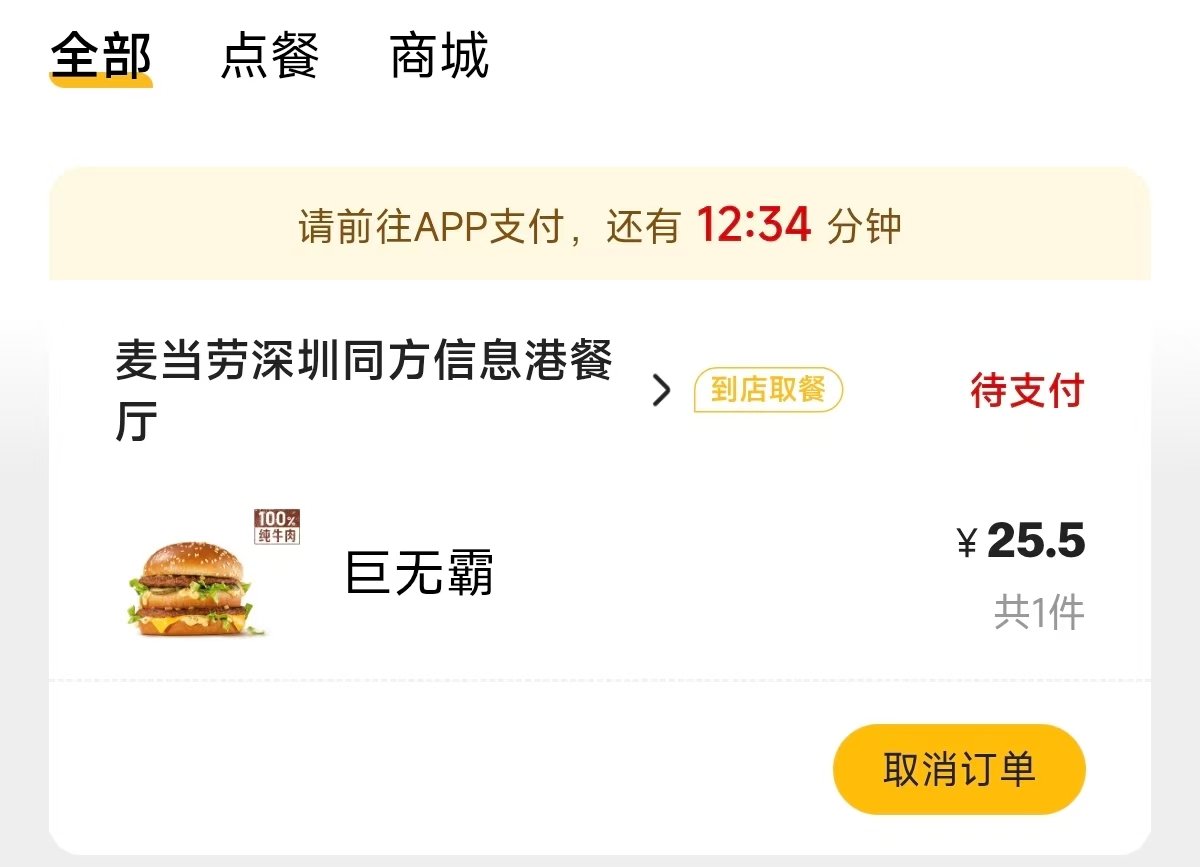 全部 点餐 商城
请前往APP支付，还有 12:34 分钟
麦当劳深圳同方信息港餐
厅
到店取餐
待支付
100%
纯牛肉
巨无霸
¥ 25.5
共1件
取消订单